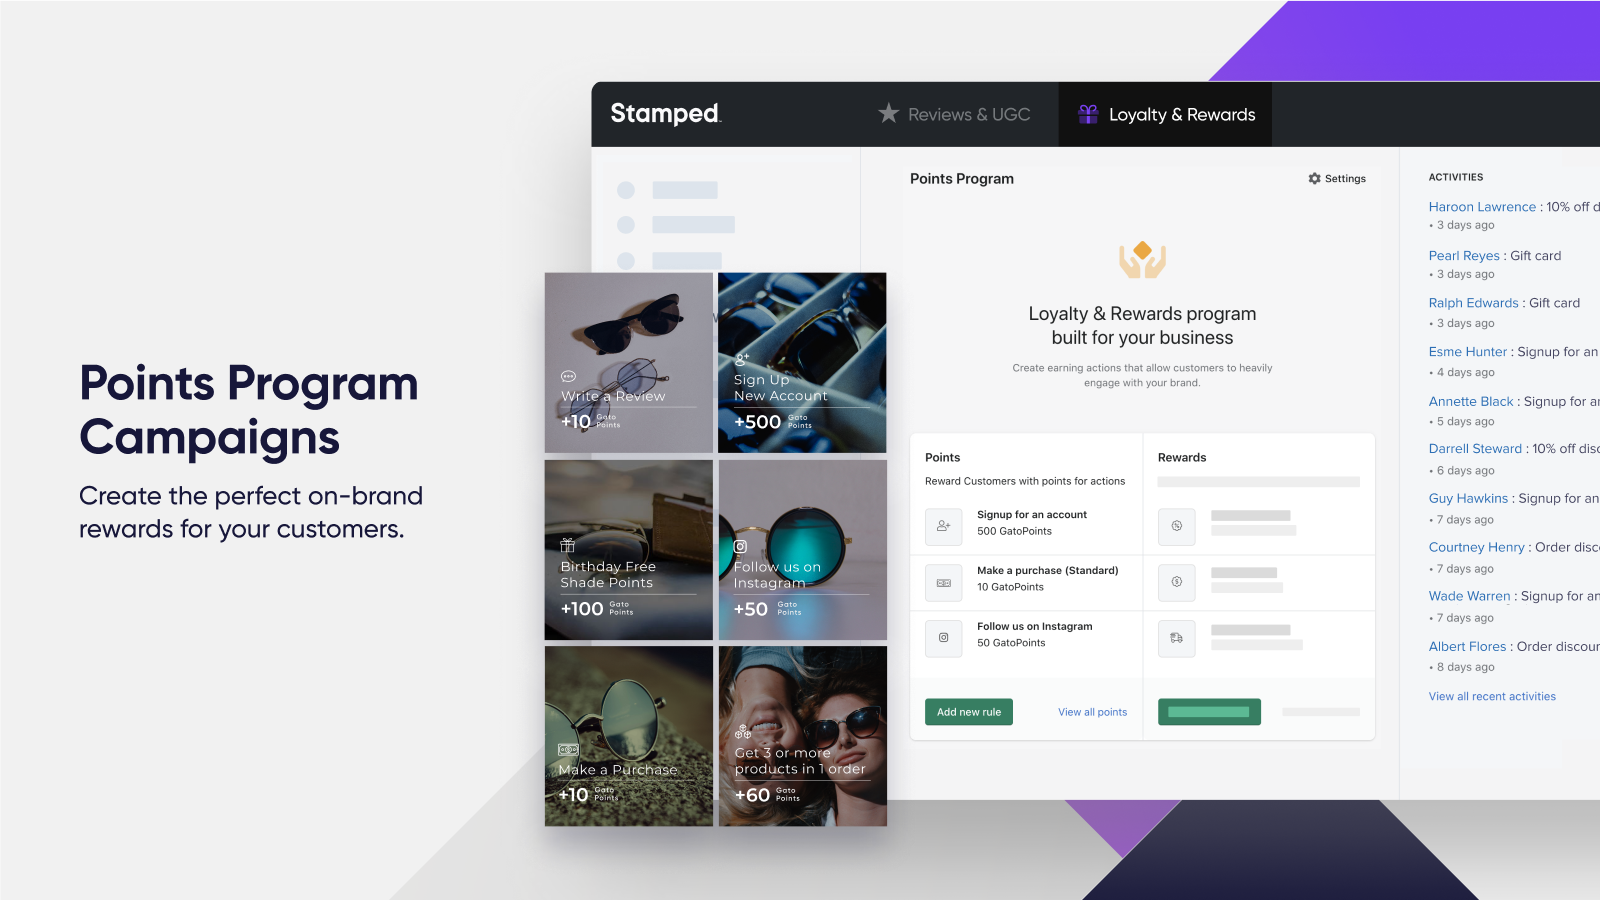 Points Program
Campaigns
Create the perfect on-brand
rewards for your customers.
Stamped
Reviews & UGC
Loyalty & Rewards
Points Program
Settings
Loyalty & Rewards program
built for your business
Create earning actions that allow customers to heavily
engage with your brand.
Write a Review
+10 Gato Points
Sign Up
New Account
+500 Gato Points
Birthday Free
Shade Points
+100 Gato Points
Follow us on
Instagram
+50 Gato Points
Make a Purchase
+10 Gato Points
Get 3 or more
products in 1 order
+60 Gato Points
Points
Reward Customers with points for actions
Signup for an account
500 GatoPoints
Make a purchase (Standard)
10 GatoPoints
Follow us on Instagram
50 GatoPoints
Add new rule
View all points
Rewards
ACTIVITIES
Haroon Lawrence : 10% off d
• 3 days ago
Pearl Reyes : Gift card
• 3 days ago
Ralph Edwards : Gift card
• 3 days ago
Esme Hunter : Signup for an
• 4 days ago
Annette Black : Signup for a
• 5 days ago
Darrell Steward : 10% off disc
• 6 days ago
Guy Hawkins : Signup for an
• 7 days ago
Courtney Henry : Order disc
• 7 days ago
Wade Warren : Signup for an
• 7 days ago
Albert Flores : Order discou
• 8 days ago
View all recent activities